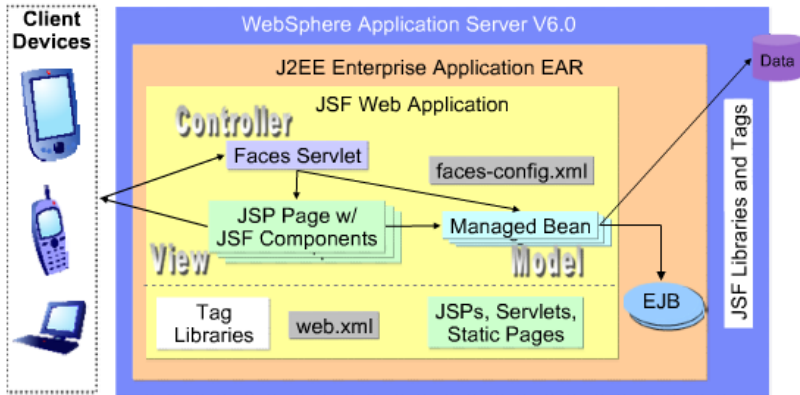 Client
Devices
WebSphere Application Server V6.0
J2EE Enterprise Application EAR
JSF Web Application
Controller
Faces Servlet
faces-config.xml
JSP Page w/
JSF Components
Managed Bean
View
Model
Tag
Libraries
web.xml
JSPs, Servlets,
Static Pages
EJB
Data
JSF Libraries and Tags